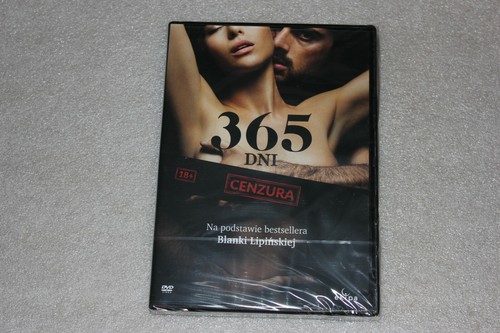 365
DNI
18+
CENZURA
Na podstawie bestsellera
Blanki Lipińskiej
DVD